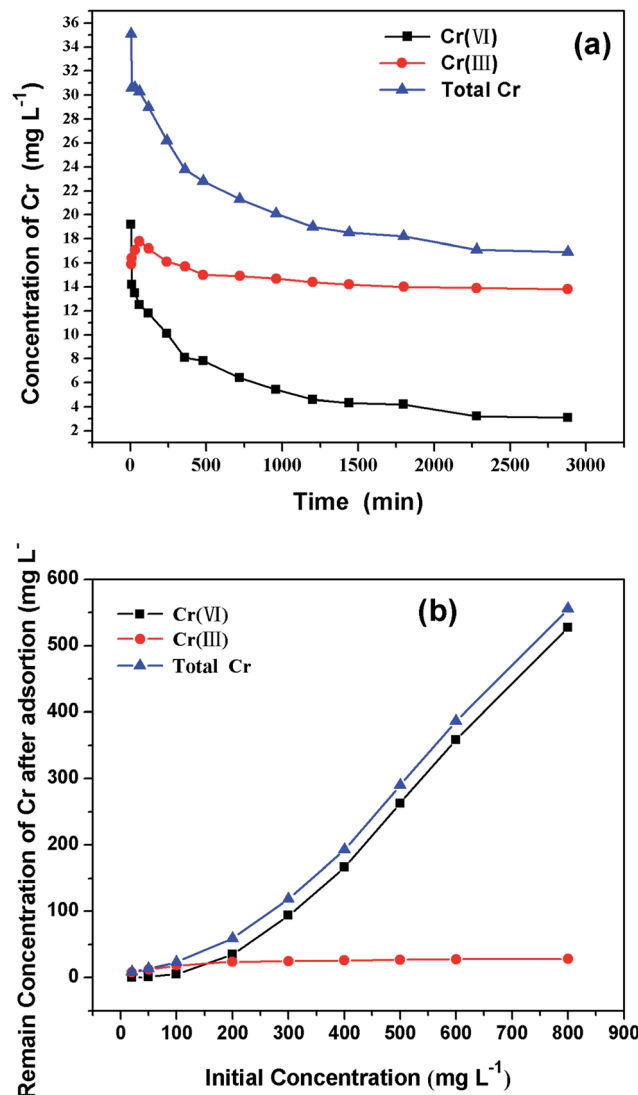 36
34
32
30
28
26
24
22
20
18
16
14
12
10
8
6
4
2
Concentration of Cr (mg L⁻¹)
Cr(Ⅵ)
Cr(Ⅲ)
Total Cr
(a)
0 500 1000 1500 2000 2500 3000
Time (min)
600
500
400
300
200
100
0
Remain Concentration of Cr after adsortion (mg L⁻
Cr(Ⅵ)
Cr(Ⅲ)
Total Cr
(b)
0 100 200 300 400 500 600 700 800 900
Initial Concentration (mg L⁻¹)